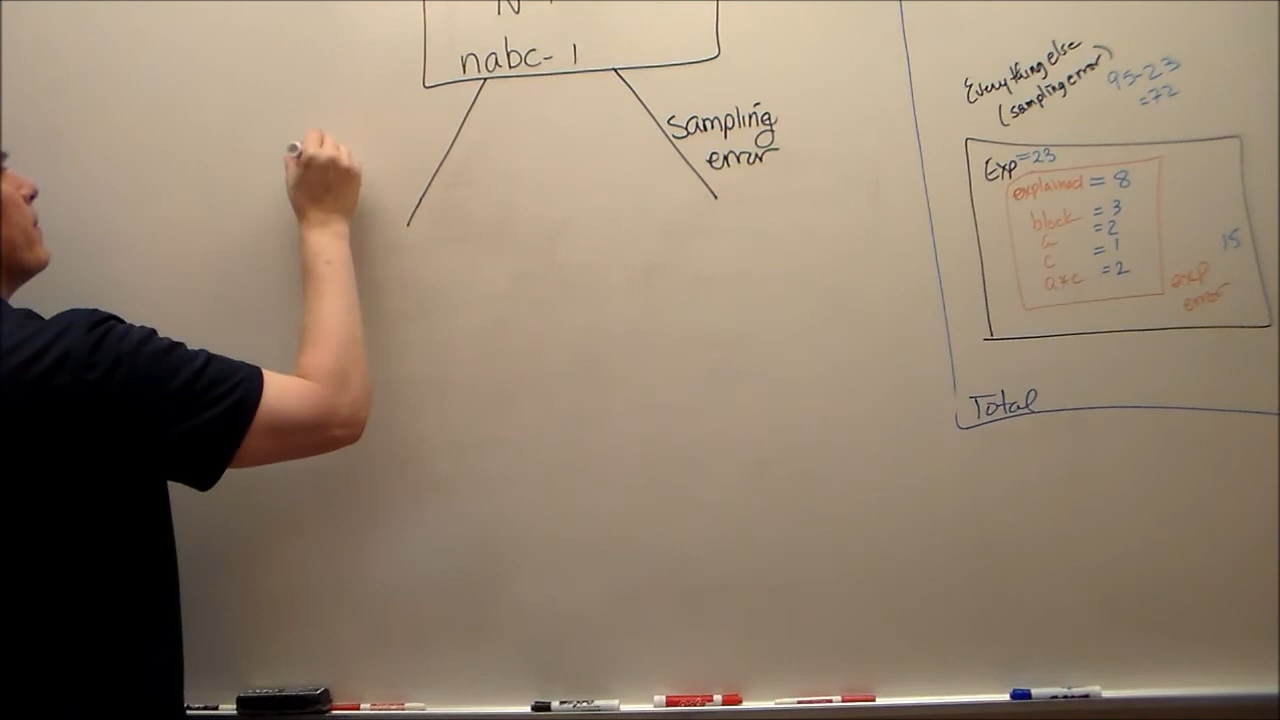 nabc-1
Sampling
error
Everything else
(sampling error)
95-23
=72
Exp=23
explained = 8
block = 3
a = 2
c = 1
a*c = 2
15
exp
error
Total